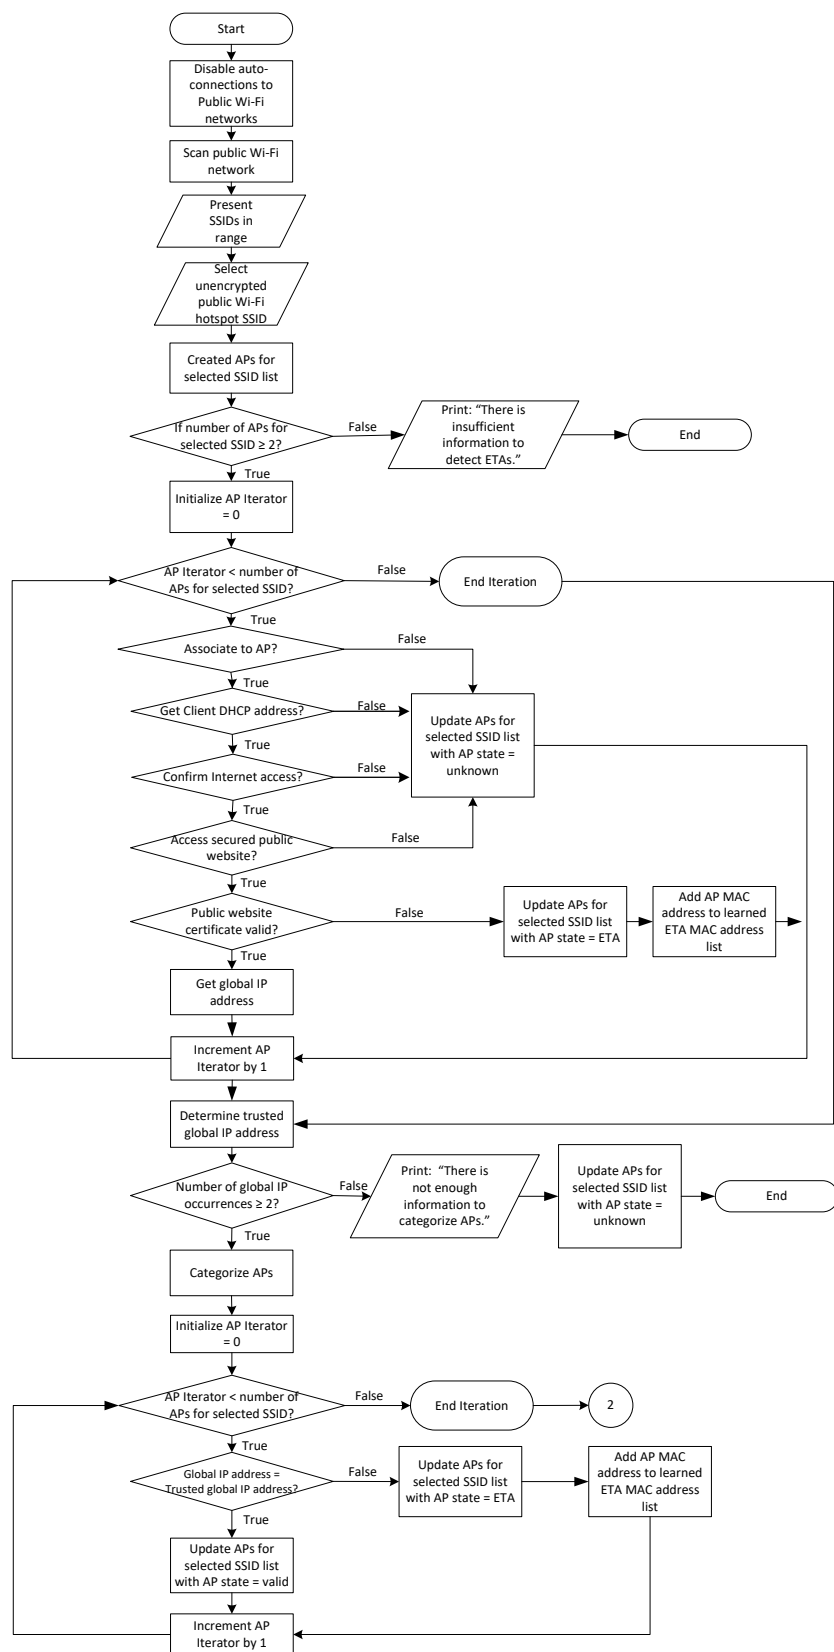 Start
Disable auto-
connections to
Public Wi-Fi
networks
Scan public Wi-Fi
network
Present
SSIDs in
range
Select
unencrypted
public Wi-Fi
hotspot SSID
Created APs for
selected SSID list
If number of APs for
selected SSID ≥ 2?
False
Print: “There is
insufficient
information to
detect ETAs.”
End
True
Initialize AP Iterator
= 0
AP Iterator < number of
APs for selected SSID?
False
End Iteration
True
Associate to AP?
False
True
Get Client DHCP address?
False
Update APs for
selected SSID list
with AP state =
unknown
True
Confirm Internet access?
False
True
Access secured public
website?
False
True
Public website
certificate valid?
False
Update APs for
selected SSID list
with AP state = ETA
Add AP MAC
address to learned
ETA MAC address
list
True
Get global IP
address
Increment AP
Iterator by 1
Determine trusted
global IP address
Number of global IP
occurrences ≥ 2?
False
Print:  “There is
not enough
information to
categorize APs.”
Update APs for
selected SSID list
with AP state =
unknown
End
True
Categorize APs
Initialize AP Iterator
= 0
AP Iterator < number of
APs for selected SSID?
False
End Iteration
2
True
Global IP address =
Trusted global IP address?
False
Update APs for
selected SSID list
with AP state = ETA
Add AP MAC
address to learned
ETA MAC address
list
True
Update APs for
selected SSID list
with AP state = valid
Increment AP
Iterator by 1